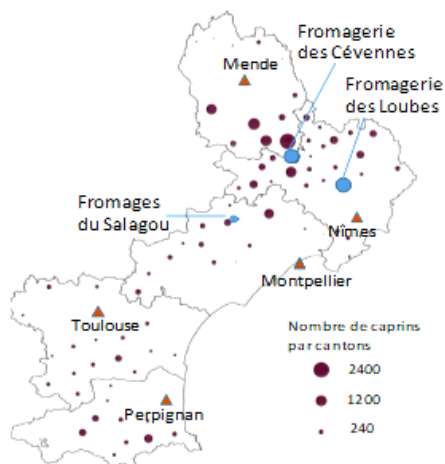 Fromagerie
des Cévennes
Mende
Fromagerie
des Loubes
Fromages
du Salagou
Nîmes
Montpellier
Toulouse
Nombre de caprins
par cantons
2400
Perpignan
1200
240